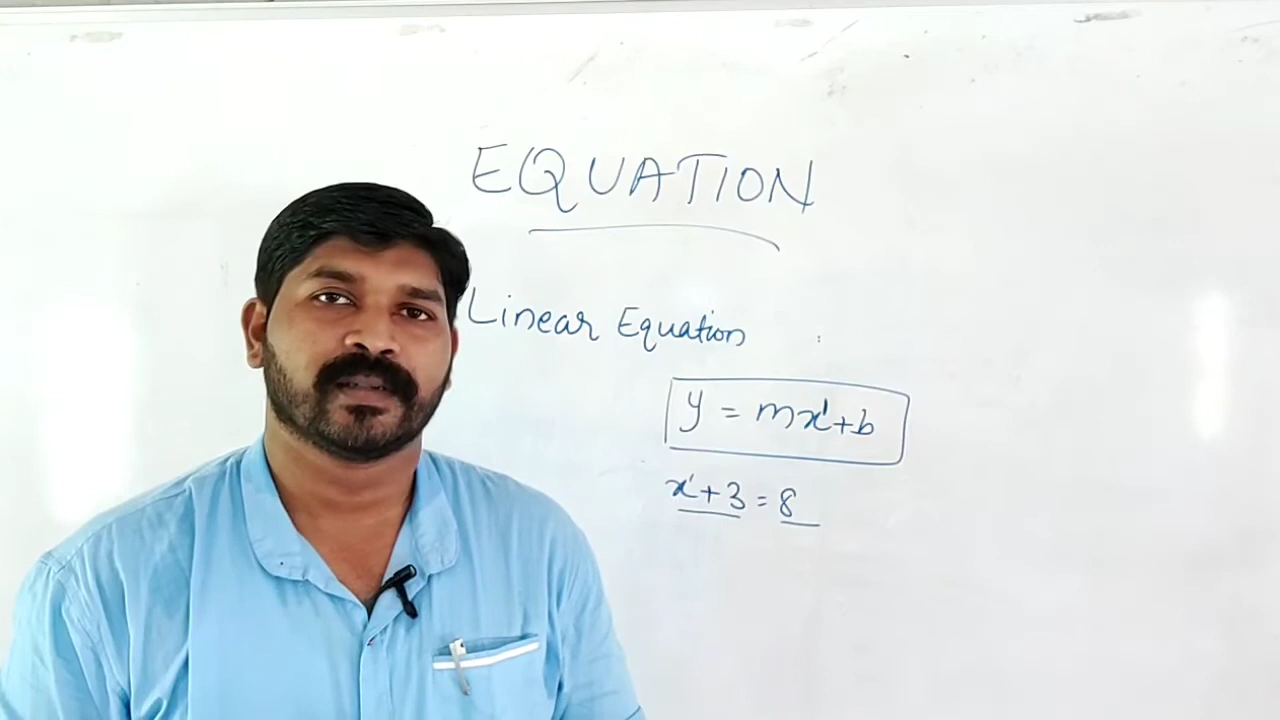 EQUATION
Linear Equation
y = mx+b
x+3 = 8